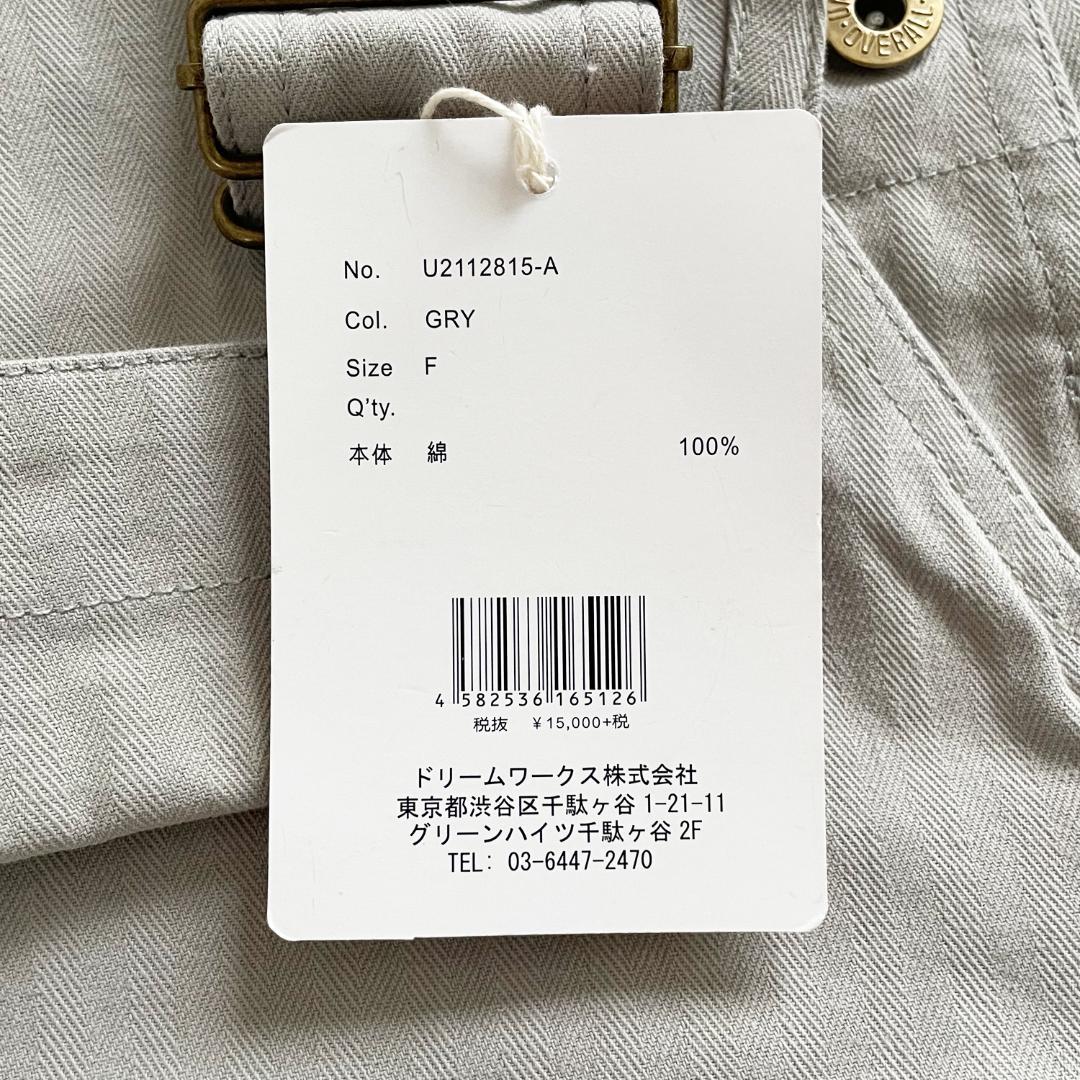 OVERALL
No. U2112815-A
Col. GRY
Size F
Q'ty.
本体 綿 100%
4 582536 165126
税抜 ¥15,000+税
ドリームワークス株式会社
東京都渋谷区千駄ヶ谷 1-21-11
グリーンハイツ千駄ヶ谷 2F
TEL: 03-6447-2470